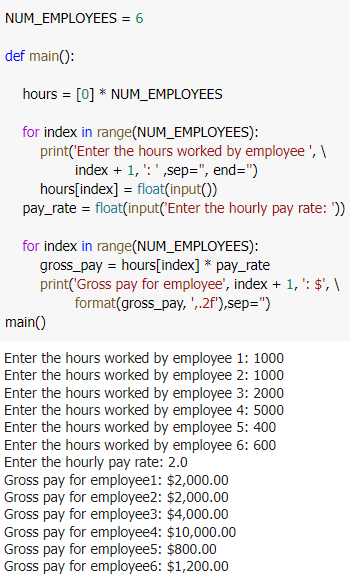 NUM_EMPLOYEES = 6
def main():
hours = [0] * NUM_EMPLOYEES
for index in range(NUM_EMPLOYEES):
print('Enter the hours worked by employee ', \
index + 1, ': ' ,sep='', end='')
hours[index] = float(input())
pay_rate = float(input('Enter the hourly pay rate: '))
for index in range(NUM_EMPLOYEES):
gross_pay = hours[index] * pay_rate
print('Gross pay for employee', index + 1, ': $', \
format(gross_pay, ',.2f'),sep='')
main()
Enter the hours worked by employee 1: 1000
Enter the hours worked by employee 2: 1000
Enter the hours worked by employee 3: 2000
Enter the hours worked by employee 4: 5000
Enter the hours worked by employee 5: 400
Enter the hours worked by employee 6: 600
Enter the hourly pay rate: 2.0
Gross pay for employee1: $2,000.00
Gross pay for employee2: $2,000.00
Gross pay for employee3: $4,000.00
Gross pay for employee4: $10,000.00
Gross pay for employee5: $800.00
Gross pay for employee6: $1,200.00